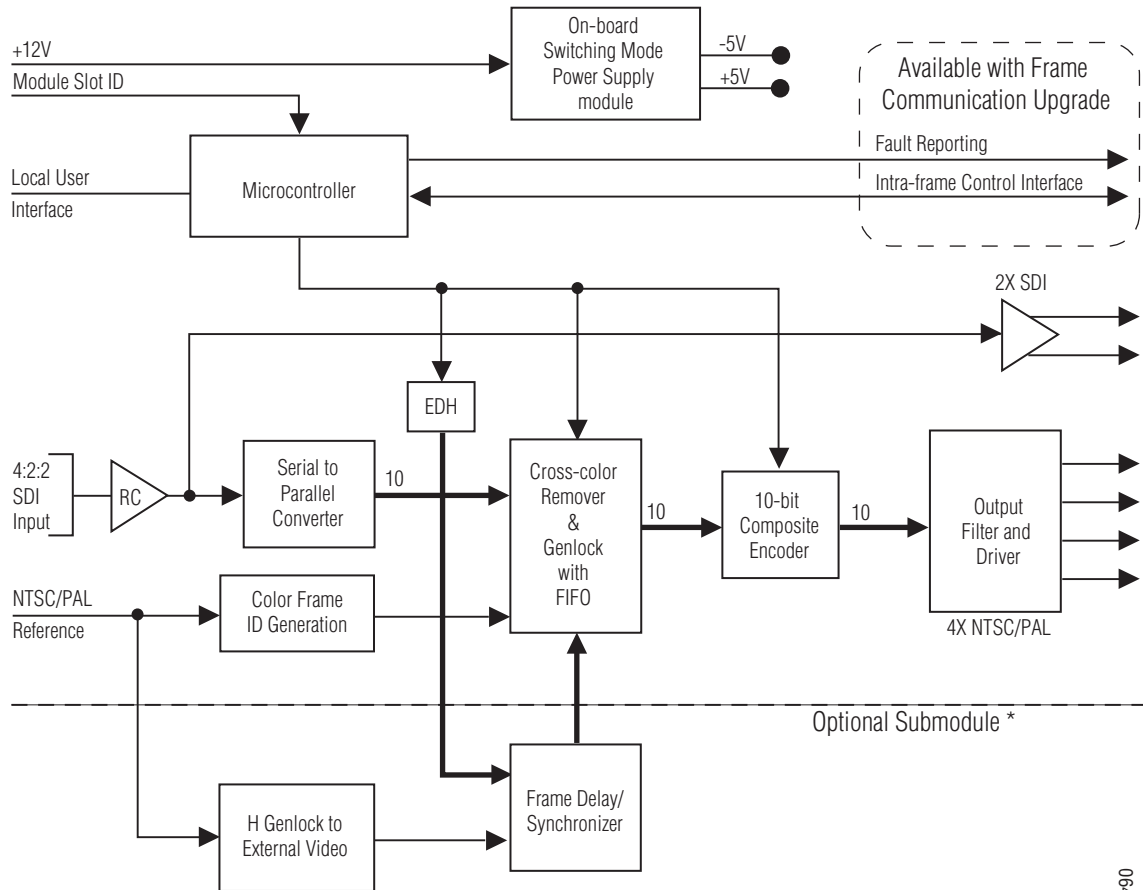 +12V
Module Slot ID
On-board
Switching Mode
Power Supply
module
-5V
+5V
Available with Frame
Communication Upgrade
Fault Reporting
Intra-frame Control Interface
Local User
Interface
Microcontroller
2X SDI
EDH
4:2:2
SDI
Input
RC
Serial to
Parallel
Converter
10
Cross-color
Remover
&
Genlock
with
FIFO
10
10-bit
Composite
Encoder
10
Output
Filter and
Driver
4X NTSC/PAL
NTSC/PAL
Reference
Color Frame
ID Generation
Optional Submodule *
H Genlock to
External Video
Frame Delay/
Synchronizer